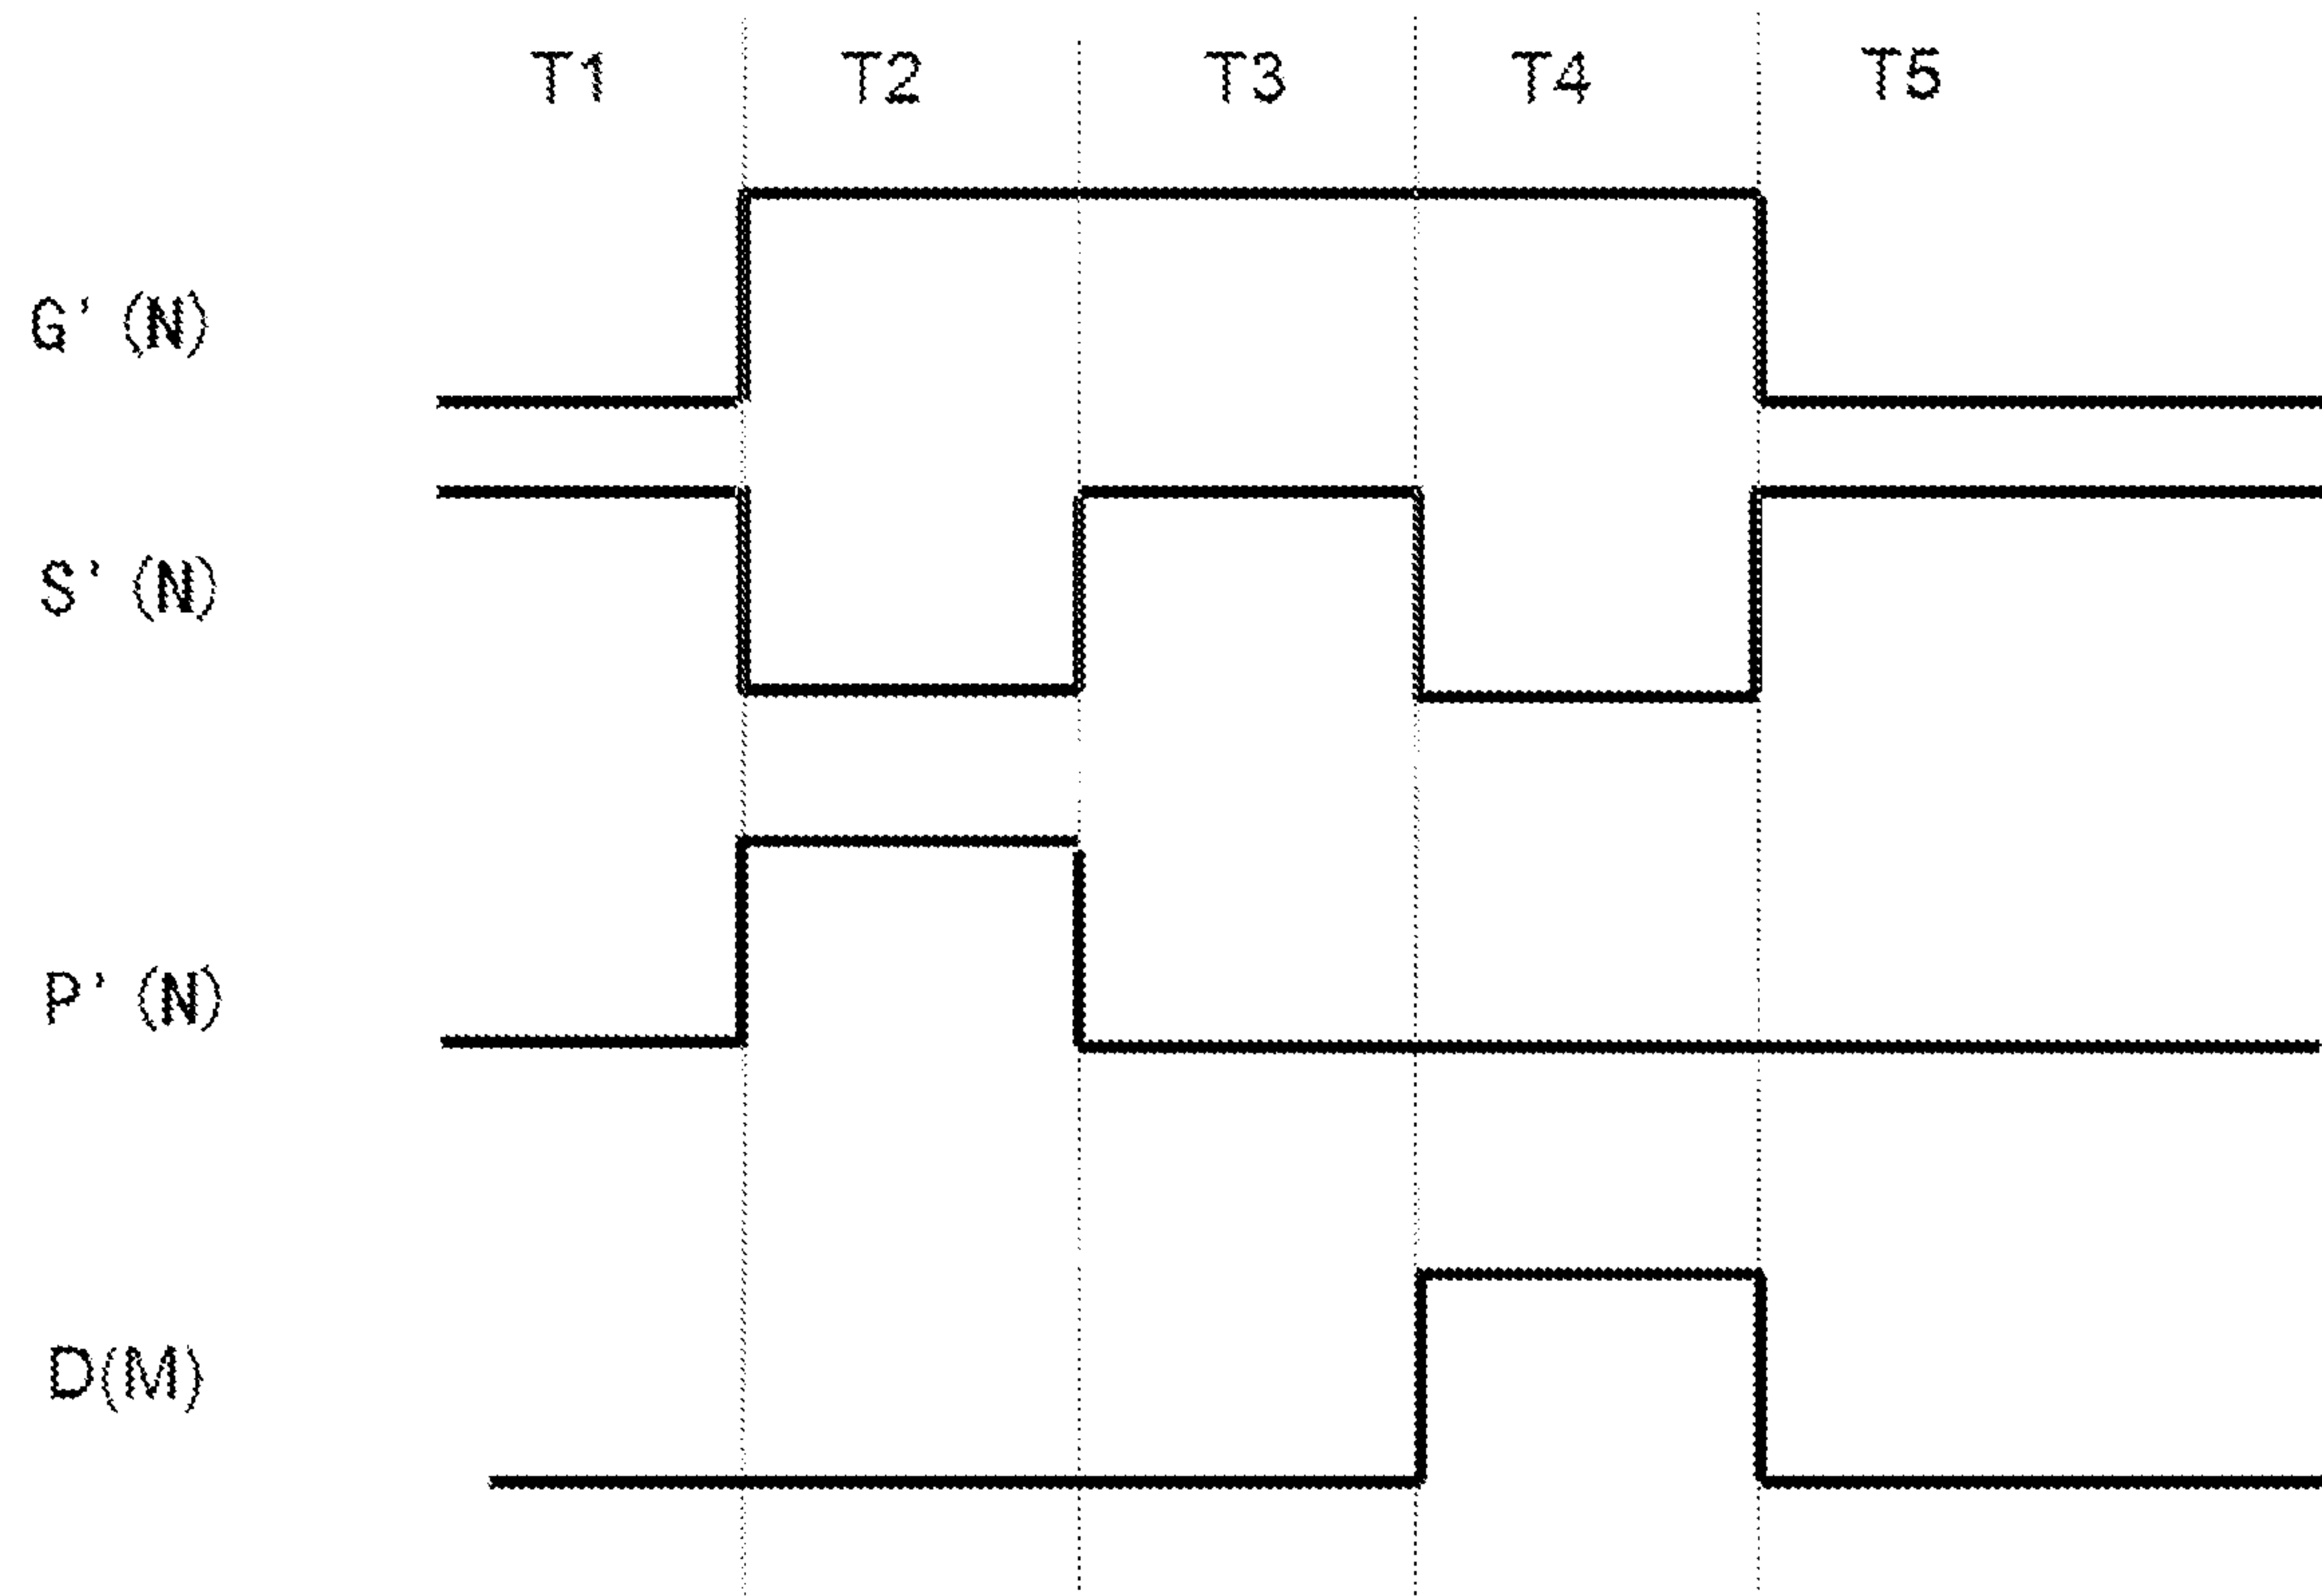 T1 T2 T3 T4 T5
G' (N)
S' (N)
P' (N)
D(M)